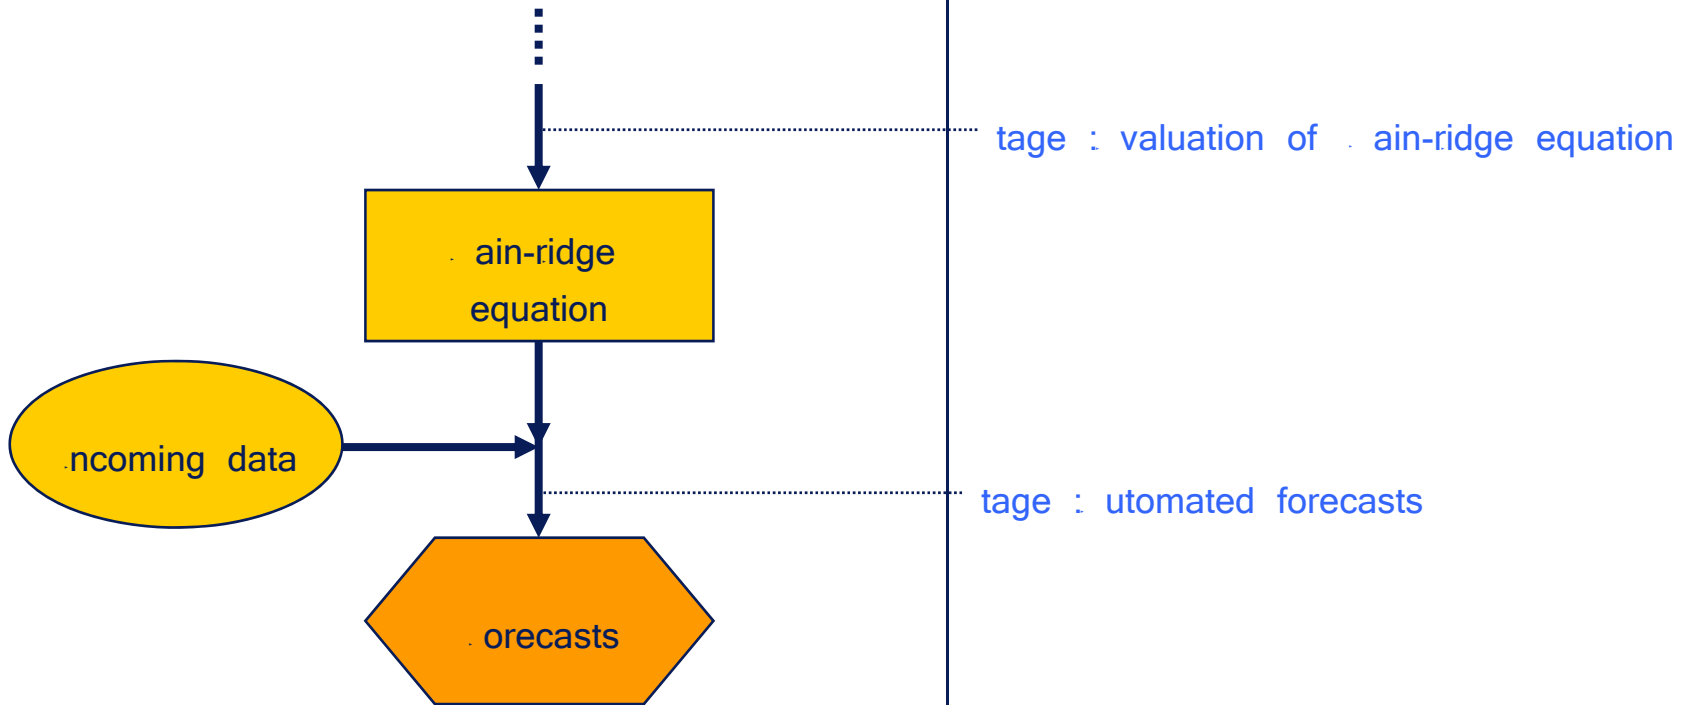 tage : valuation of . ain-ridge equation
. ain-ridge
equation
.ncoming data
tage : utomated forecasts
. orecasts